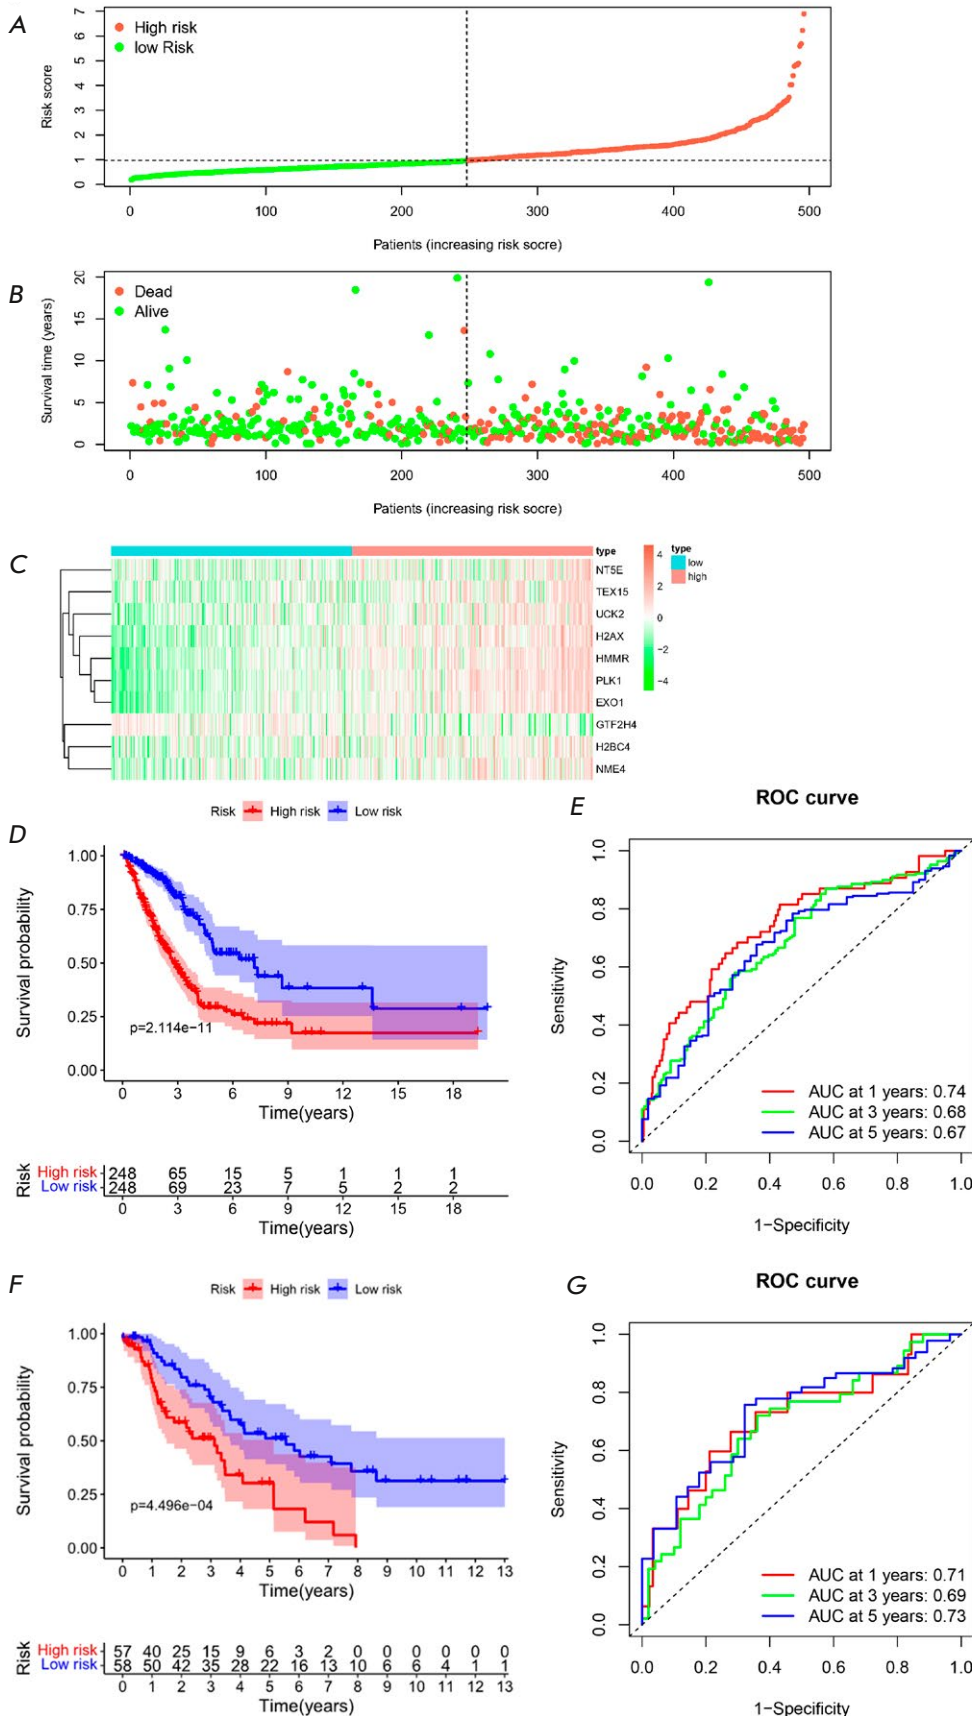 A
High risk
low Risk
Risk score
0 1 2 3 4 5 6 7
0 100 200 300 400 500
Patients (increasing risk socre)
B
Dead
Alive
Survival time (years)
0 5 10 15 20
0 100 200 300 400 500
Patients (increasing risk socre)
C
type
NT5E
TEX15
UCK2
H2AX
HMMR
PLK1
EXO1
GTF2H4
H2BC4
NME4
4
2
0
−2
−4
type
low
high
D
Risk High risk Low risk
Survival probability
1.00
0.75
0.50
0.25
0.00
p=2.114e−11
0 3 6 9 12 15 18
Time(years)
Risk
High risk 248 65 15 5 1 1 1
Low risk 248 69 23 7 5 2 2
0 3 6 9 12 15 18
Time(years)
E
ROC curve
Sensitivity
0.0 0.2 0.4 0.6 0.8 1.0
AUC at 1 years: 0.74
AUC at 3 years: 0.68
AUC at 5 years: 0.67
0.0 0.2 0.4 0.6 0.8 1.0
1−Specificity
F
Risk High risk Low risk
Survival probability
1.00
0.75
0.50
0.25
0.00
p=4.496e−04
0 1 2 3 4 5 6 7 8 9 10 11 12 13
Time(years)
Risk
High risk 57 40 25 15 9 6 3 2 0 0 0 0 0 0
Low risk 58 50 42 35 28 22 16 13 10 6 6 4 1 1
0 1 2 3 4 5 6 7 8 9 10 11 12 13
Time(years)
G
ROC curve
Sensitivity
0.0 0.2 0.4 0.6 0.8 1.0
AUC at 1 years: 0.71
AUC at 3 years: 0.69
AUC at 5 years: 0.73
0.0 0.2 0.4 0.6 0.8 1.0
1−Specificity